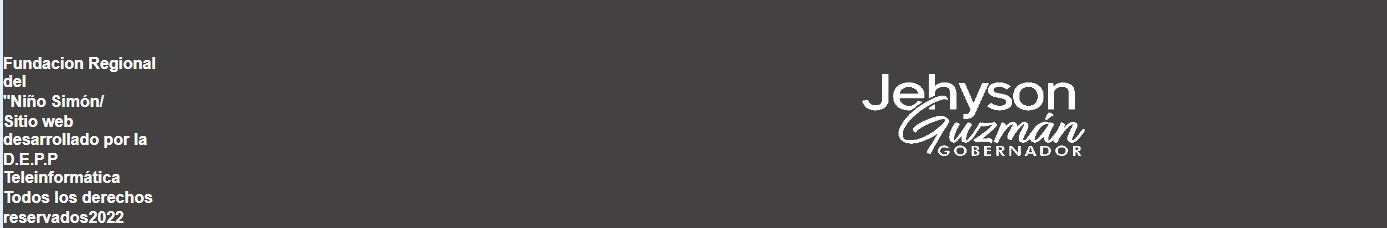 Fundacion Regional
del
"Niño Simón/
Sitio web
desarrollado por la
D.E.P.P
Teleinformática
Todos los derechos
reservados2022
Jehyson
Guzmán
GOBERNADOR